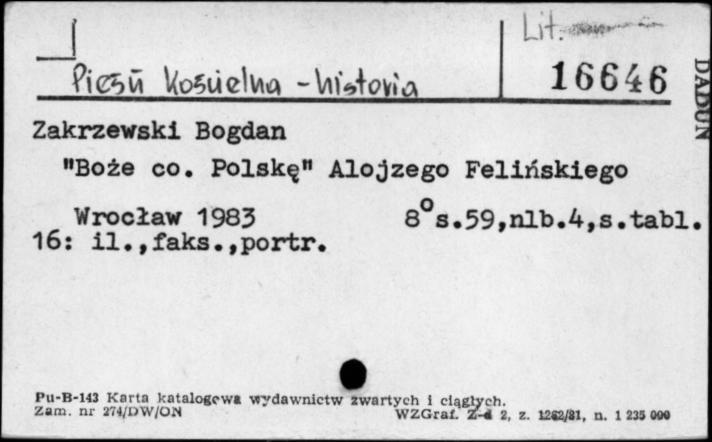 Lit.
Pieśń kościelna - historia
16646
DADUN
Zakrzewski Bogdan
"Boże co. Polskę" Alojzego Felińskiego
Wrocław 1983 8° s.59,nlb.4,s.tabl.
16: il.,faks.,portr.
Pu-B-143 Karta katalogowa wydawnictw zwartych i ciągłych.
Zam. nr 274/DW/ON WZGraf. Z-d 2, z. 1262/81, n. 1 235 000